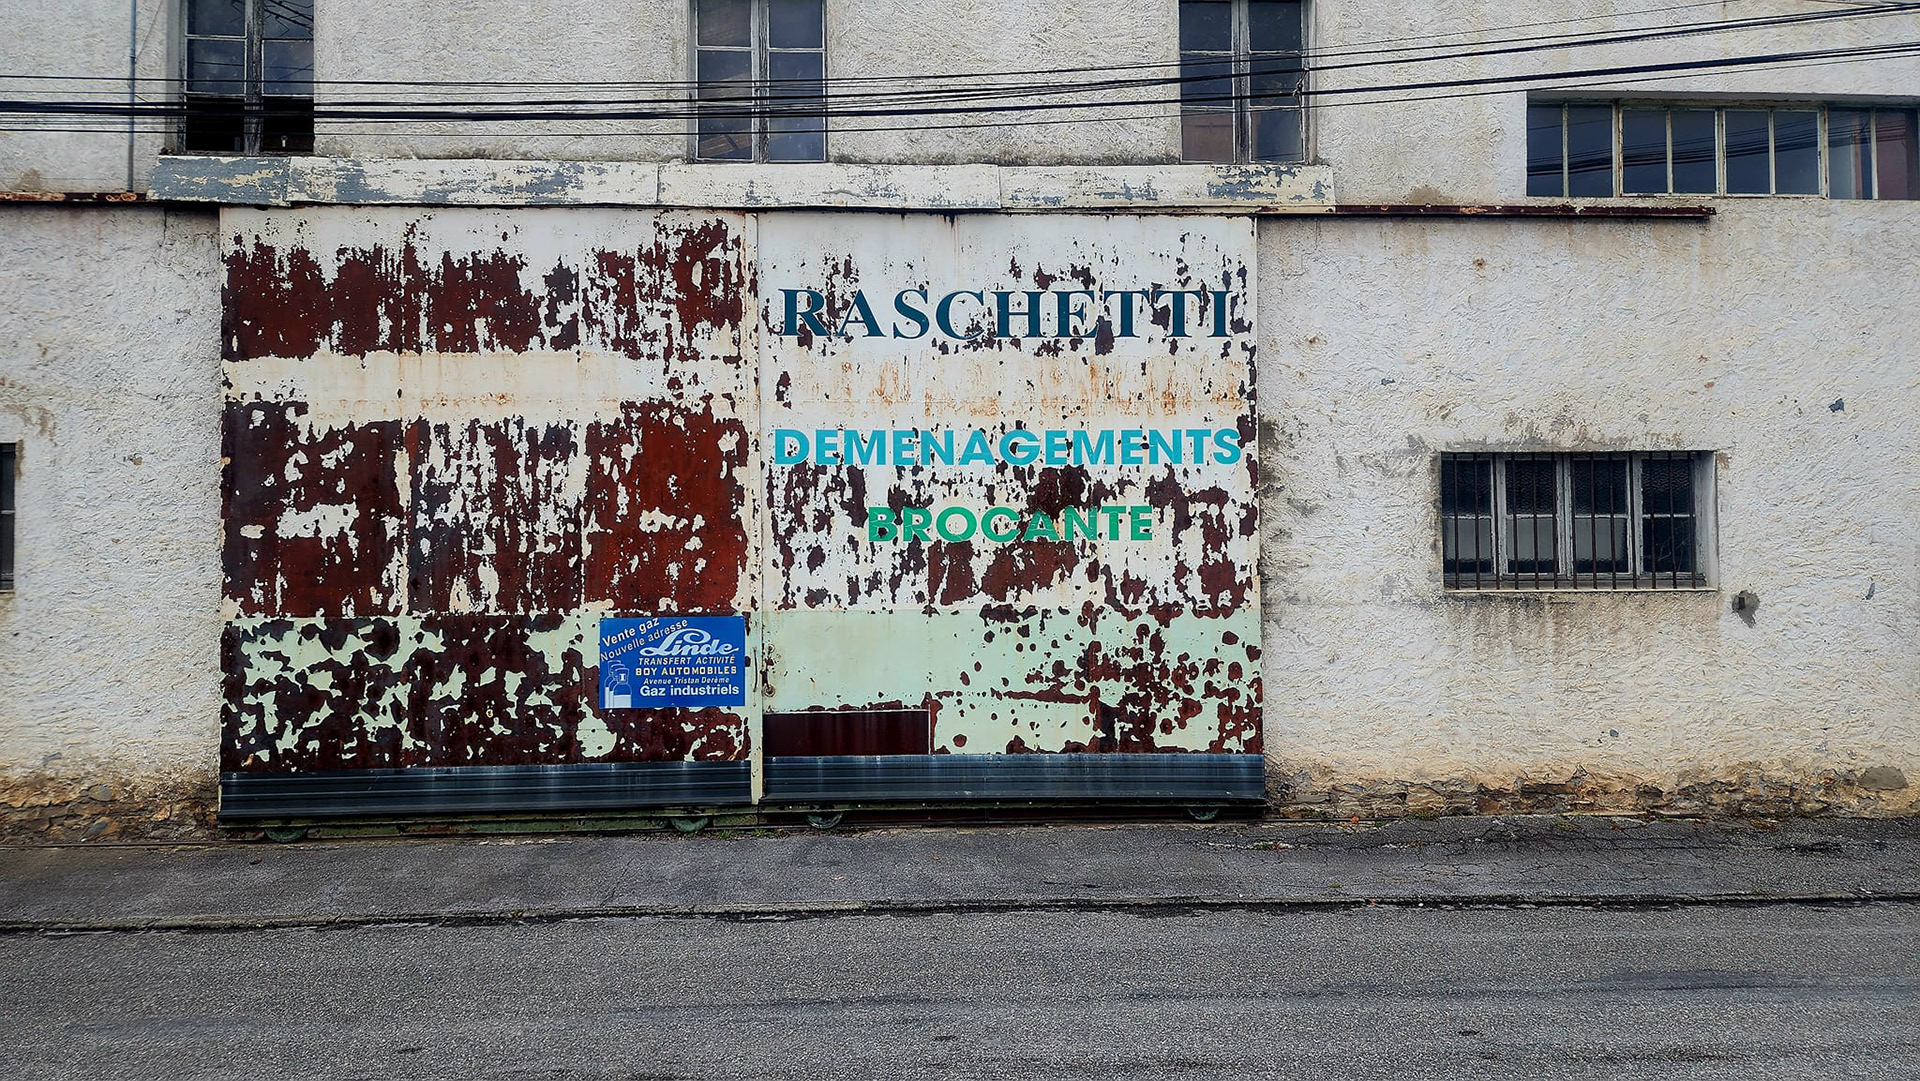 RASCHETTI
DEMENAGEMENTS
BROCANTE
Vente gaz
Nouvelle adresse
Linde
TRANSFERT ACTIVITÉ
BOY AUTOMOBILES
Avenue Tristan Derème
Gaz industriels